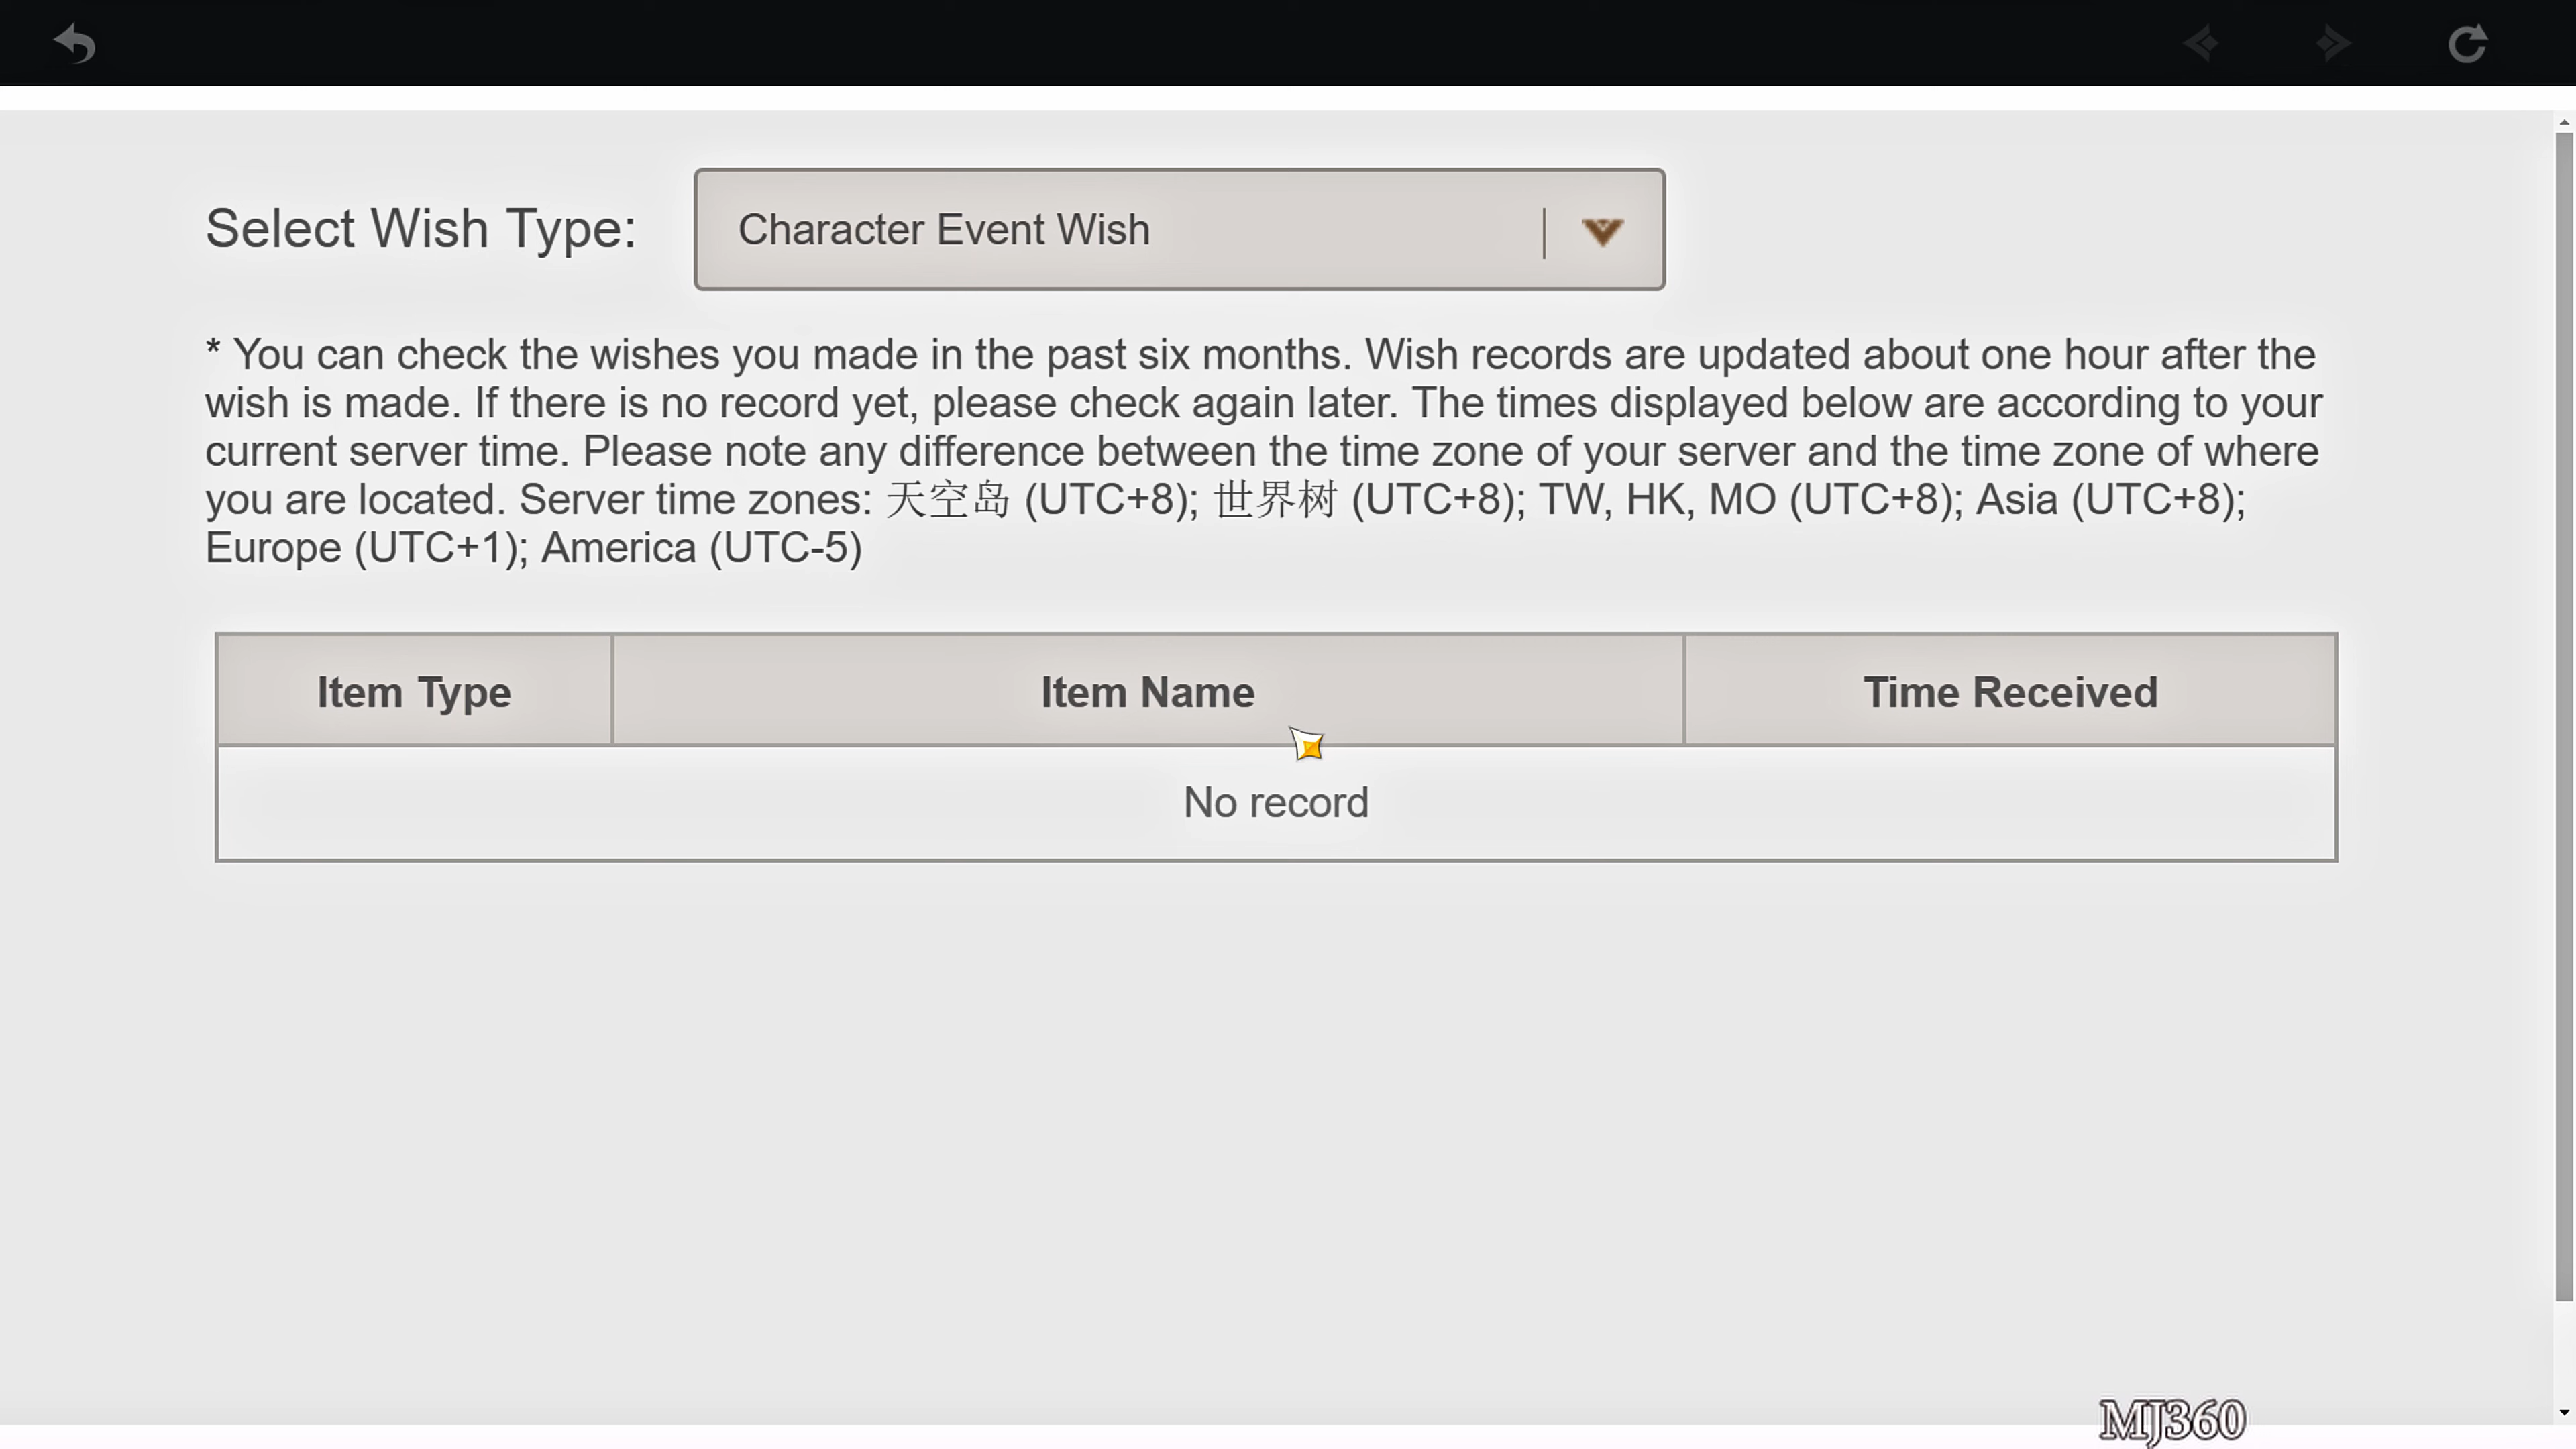 Select Wish Type:
Character Event Wish
* You can check the wishes you made in the past six months. Wish records are updated about one hour after the
wish is made. If there is no record yet, please check again later. The times displayed below are according to your
current server time. Please note any difference between the time zone of your server and the time zone of where
you are located. Server time zones: 天空岛 (UTC+8); 世界树 (UTC+8); TW, HK, MO (UTC+8); Asia (UTC+8);
Europe (UTC+1); America (UTC-5)
Item Type
Item Name
Time Received
No record
MJ360